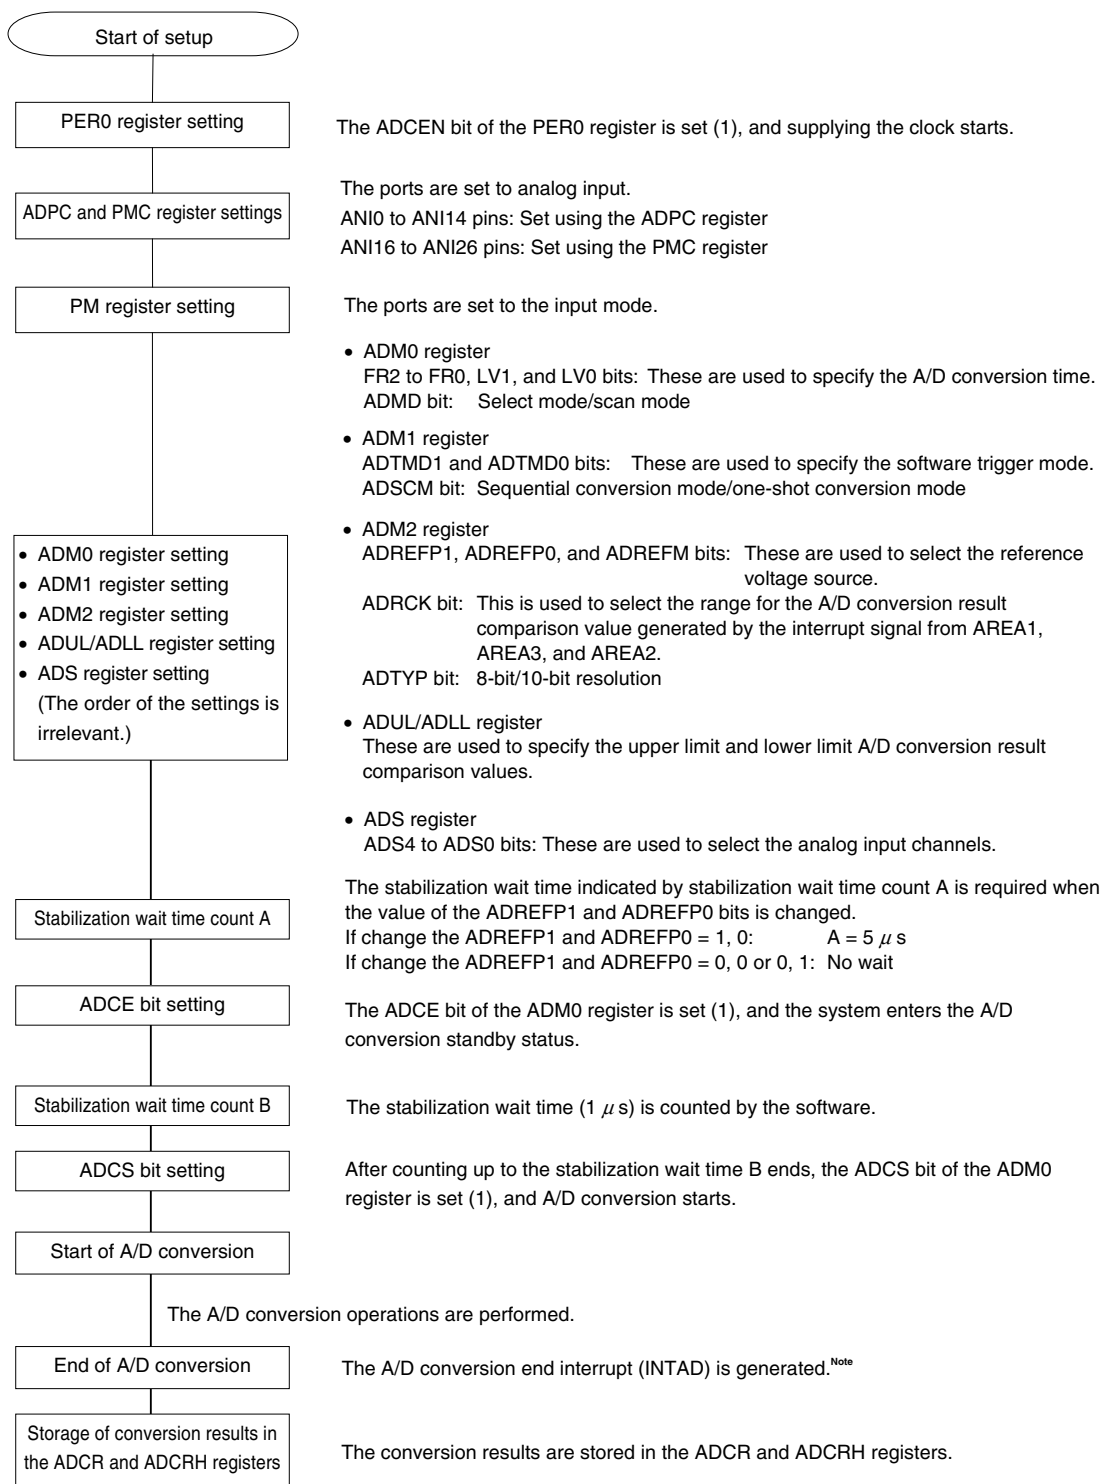 Start of setup
PER0 register setting
The ADCEN bit of the PER0 register is set (1), and supplying the clock starts.
ADPC and PMC register settings
The ports are set to analog input.
ANI0 to ANI14 pins: Set using the ADPC register
ANI16 to ANI26 pins: Set using the PMC register
PM register setting
The ports are set to the input mode.
• ADM0 register setting
• ADM1 register setting
• ADM2 register setting
• ADUL/ADLL register setting
• ADS register setting
(The order of the settings is
irrelevant.)
• ADM0 register
FR2 to FR0, LV1, and LV0 bits: These are used to specify the A/D conversion time.
ADMD bit: Select mode/scan mode
• ADM1 register
ADTMD1 and ADTMD0 bits: These are used to specify the software trigger mode.
ADSCM bit: Sequential conversion mode/one-shot conversion mode
• ADM2 register
ADREFP1, ADREFP0, and ADREFM bits: These are used to select the reference
voltage source.
ADRCK bit: This is used to select the range for the A/D conversion result
comparison value generated by the interrupt signal from AREA1,
AREA3, and AREA2.
ADTYP bit: 8-bit/10-bit resolution
• ADUL/ADLL register
These are used to specify the upper limit and lower limit A/D conversion result
comparison values.
• ADS register
ADS4 to ADS0 bits: These are used to select the analog input channels.
Stabilization wait time count A
The stabilization wait time indicated by stabilization wait time count A is required when
the value of the ADREFP1 and ADREFP0 bits is changed.
If change the ADREFP1 and ADREFP0 = 1, 0: A = 5 μ s
If change the ADREFP1 and ADREFP0 = 0, 0 or 0, 1: No wait
ADCE bit setting
The ADCE bit of the ADM0 register is set (1), and the system enters the A/D
conversion standby status.
Stabilization wait time count B
The stabilization wait time (1 μ s) is counted by the software.
ADCS bit setting
After counting up to the stabilization wait time B ends, the ADCS bit of the ADM0
register is set (1), and A/D conversion starts.
Start of A/D conversion
The A/D conversion operations are performed.
End of A/D conversion
The A/D conversion end interrupt (INTAD) is generated.Note
Storage of conversion results in
the ADCR and ADCRH registers
The conversion results are stored in the ADCR and ADCRH registers.